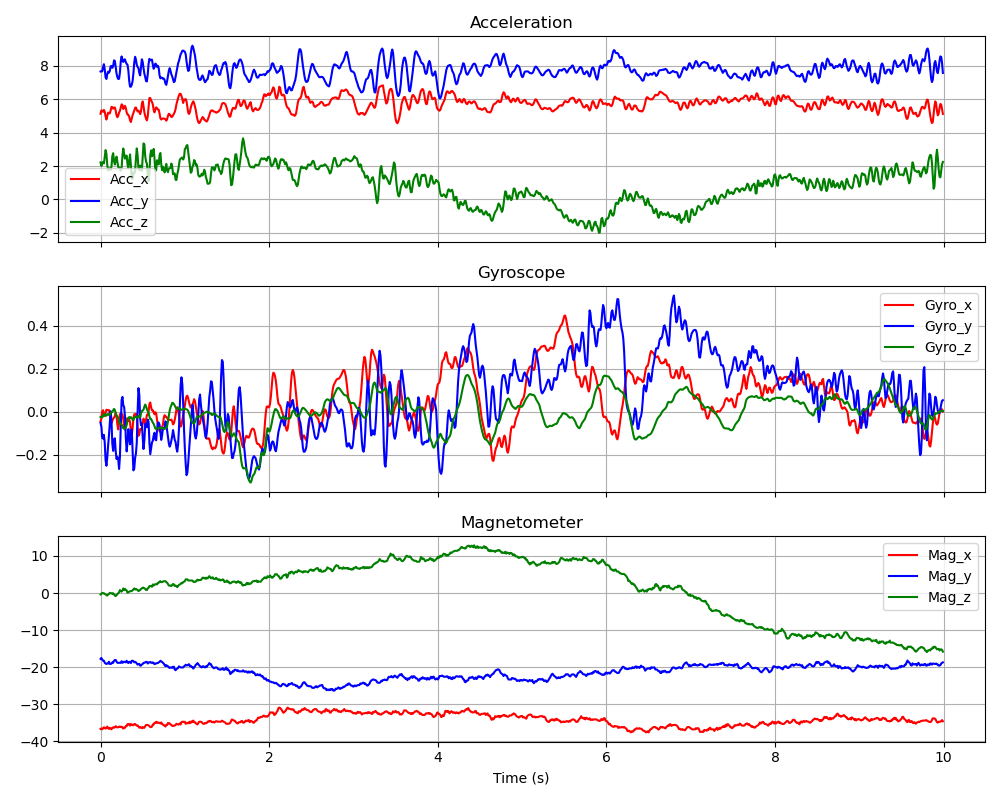 Acceleration
8
6
4
2
0
−2
Acc_x
Acc_y
Acc_z
Gyroscope
0.4
0.2
0.0
−0.2
Gyro_x
Gyro_y
Gyro_z
Magnetometer
10
0
−10
−20
−30
−40
Mag_x
Mag_y
Mag_z
0 2 4 6 8 10
Time (s)